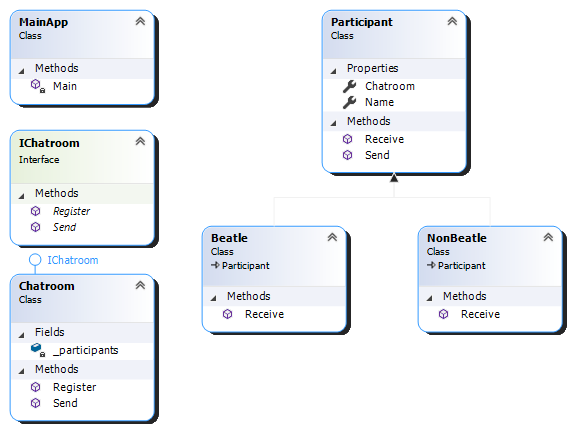 MainApp
Class
Methods
Main
IChatroom
Interface
Methods
Register
Send
IChatroom
Chatroom
Class
Fields
_participants
Methods
Register
Send
Participant
Class
Properties
Chatroom
Name
Methods
Receive
Send
Beatle
Class
Participant
Methods
Receive
NonBeatle
Class
Participant
Methods
Receive